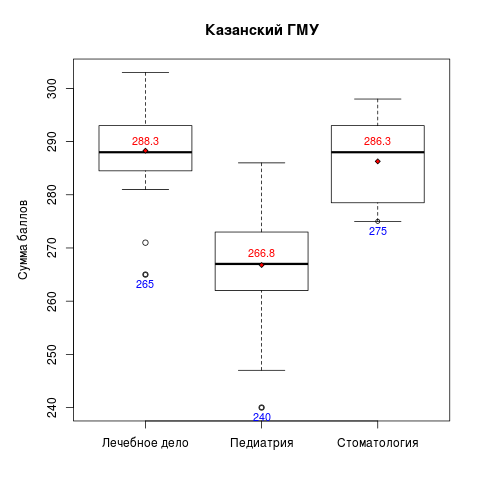 Казанский ГМУ
Сумма баллов
300
290
280
270
260
250
240
288.3
265
266.8
240
286.3
275
Лечебное дело
Педиатрия
Стоматология